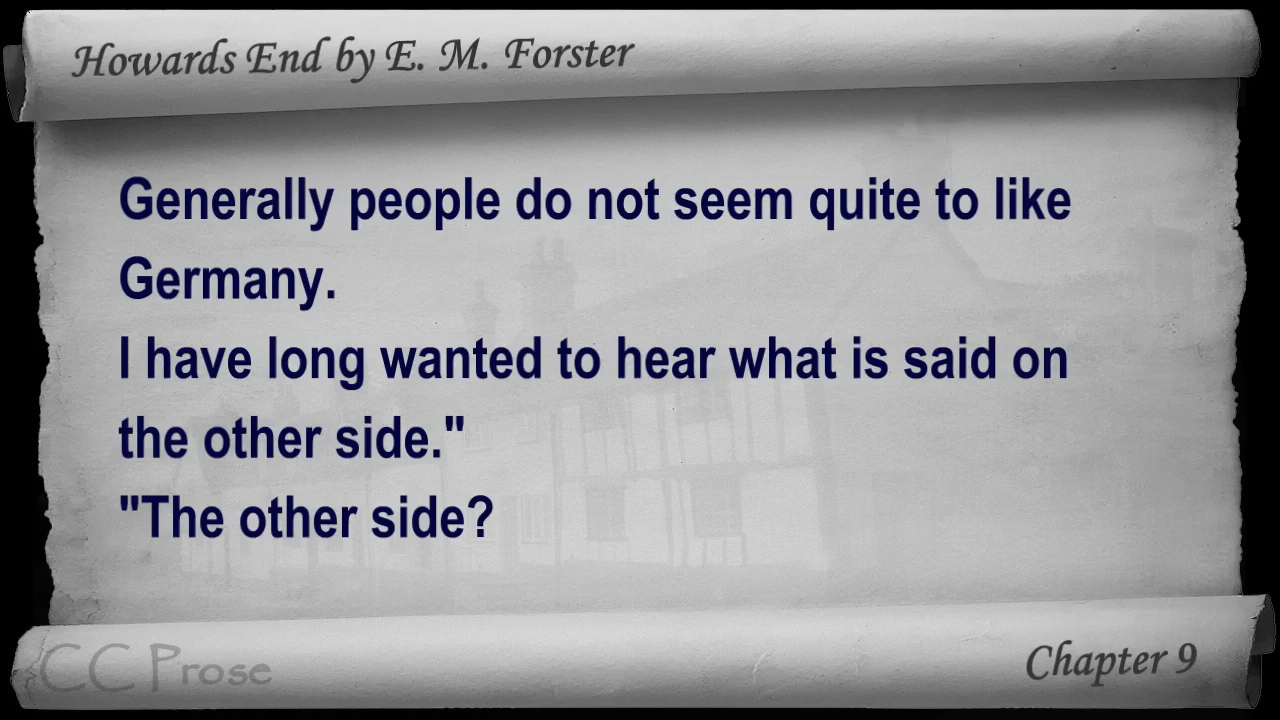 Howards End by E. M. Forster
Generally people do not seem quite to like
Germany.
I have long wanted to hear what is said on
the other side."
"The other side?
CC Prose
Chapter 9